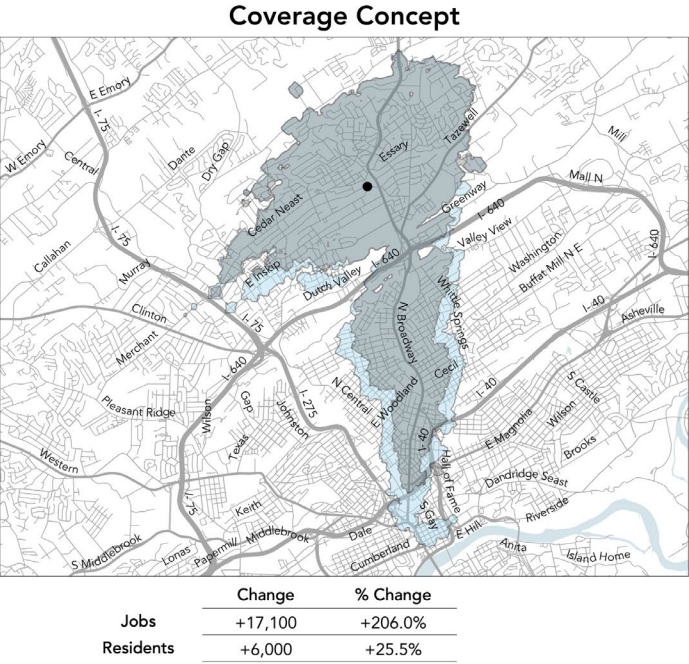 Coverage Concept
E Emory
I- 75
W Emory
Central
Dante
Dry Gap
Essary
Tazewell
Mill
Mall N
Cedar Neast
Greenway
I- 640
Valley View
Washington
Buffat Mill N E
I- 640
I- 75
Callahan
Murray
E Inskip
Dutch Valley
I- 640
Whittle Springs
I- 40
Asheville
Clinton
Merchant
I- 75
N Broadway
I- 640
Cecil
I- 40
S Castle
Pleasant Ridge
Wilson
Gap
Texas
Johnston
I- 275
N Central
E
Woodland
E Magnolia
Wilson
Brooks
Western
I- 40
Hall of Fame
Dandridge Seast
I- 75
Keith
Riverside
S Middlebrook
Lonas
Papermill
Middlebrook
Dale
Cumberland
S Gay
E Hill
Anita
Island Home
Change % Change
Jobs +17,100 +206.0%
Residents +6,000 +25.5%